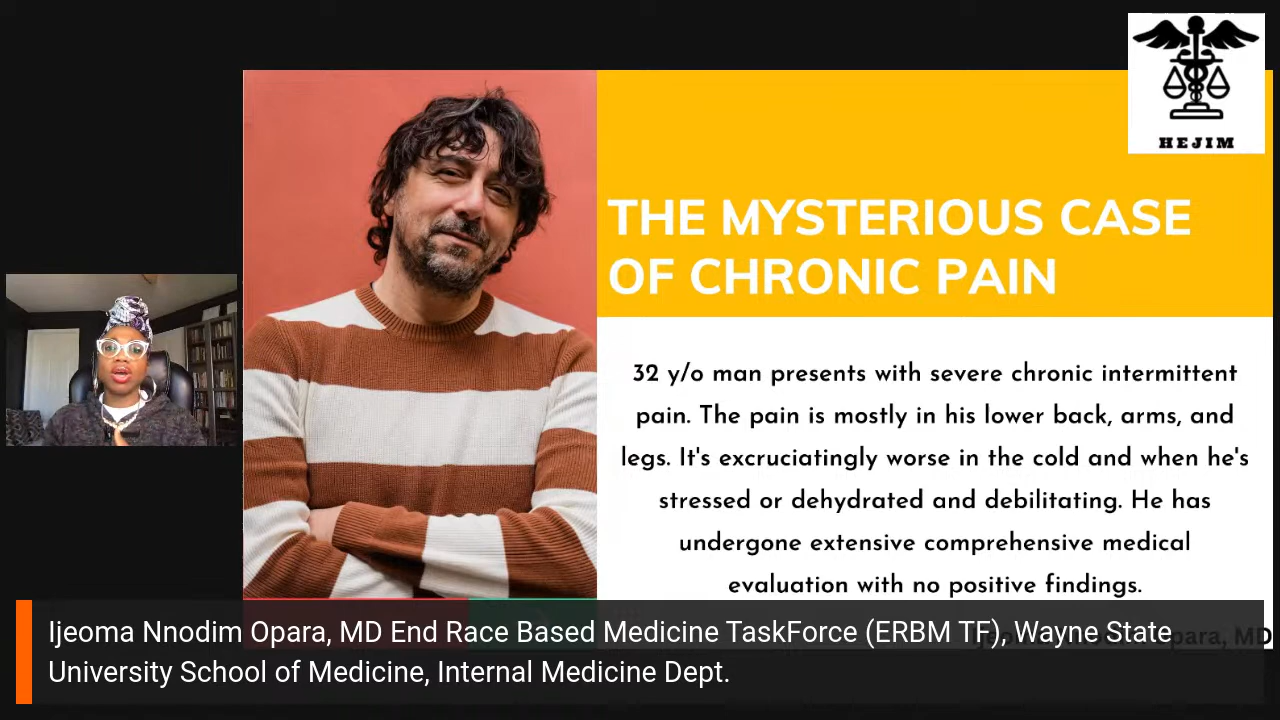 HEJIM
THE MYSTERIOUS CASE
OF CHRONIC PAIN
32 y/o man presents with severe chronic intermittent
pain. The pain is mostly in his lower back, arms, and
legs. It's excruciatingly worse in the cold and when he's
stressed or dehydrated and debilitating. He has
undergone extensive comprehensive medical
evaluation with no positive findings.
Opara, MD
Ijeoma Nnodim Opara, MD End Race Based Medicine TaskForce (ERBM TF), Wayne State
University School of Medicine, Internal Medicine Dept.